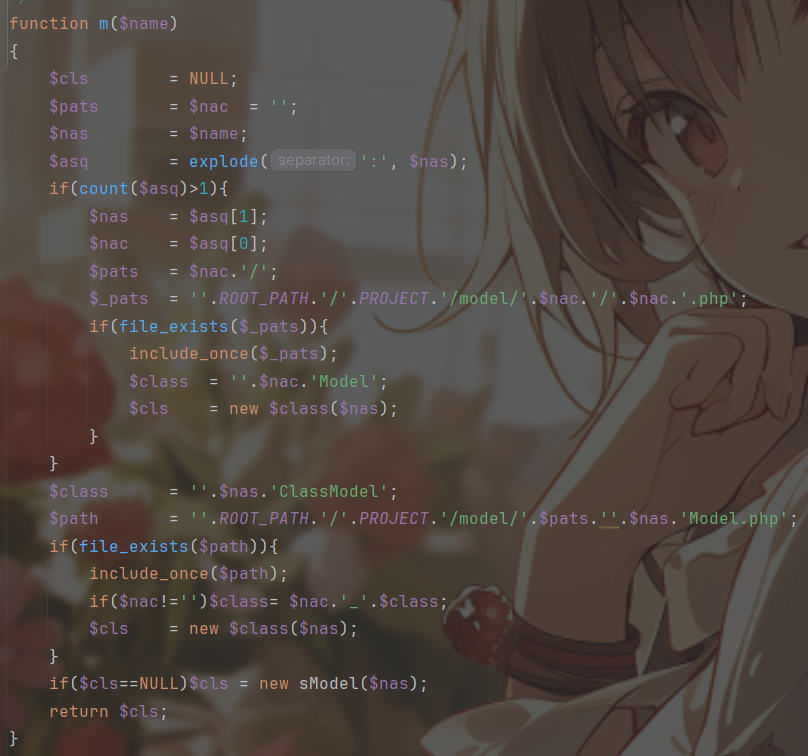 function m($name)
{
    $cls        = NULL;
    $pats       = $nac  = '';
    $nas        = $name;
    $asq        = explode( separator: ':', $nas);
    if(count($asq)>1){
        $nas    = $asq[1];
        $nac    = $asq[0];
        $pats   = $nac.'/';
        $_pats  = ''.ROOT_PATH.'/'.PROJECT.'/model/'.$nac.'/'.$nac.'.php';
        if(file_exists($_pats)){
            include_once($_pats);
            $class  = ''.$nac.'Model';
            $cls    = new $class($nas);
        }
    }
    $class      = ''.$nas.'ClassModel';
    $path       = ''.ROOT_PATH.'/'.PROJECT.'/model/'.$pats.''.$nas.'Model.php';
    if(file_exists($path)){
        include_once($path);
        if($nac!='')$class= $nac.'_'.$class;
        $cls    = new $class($nas);
    }
    if($cls==NULL)$cls = new sModel($nas);
    return $cls;
}